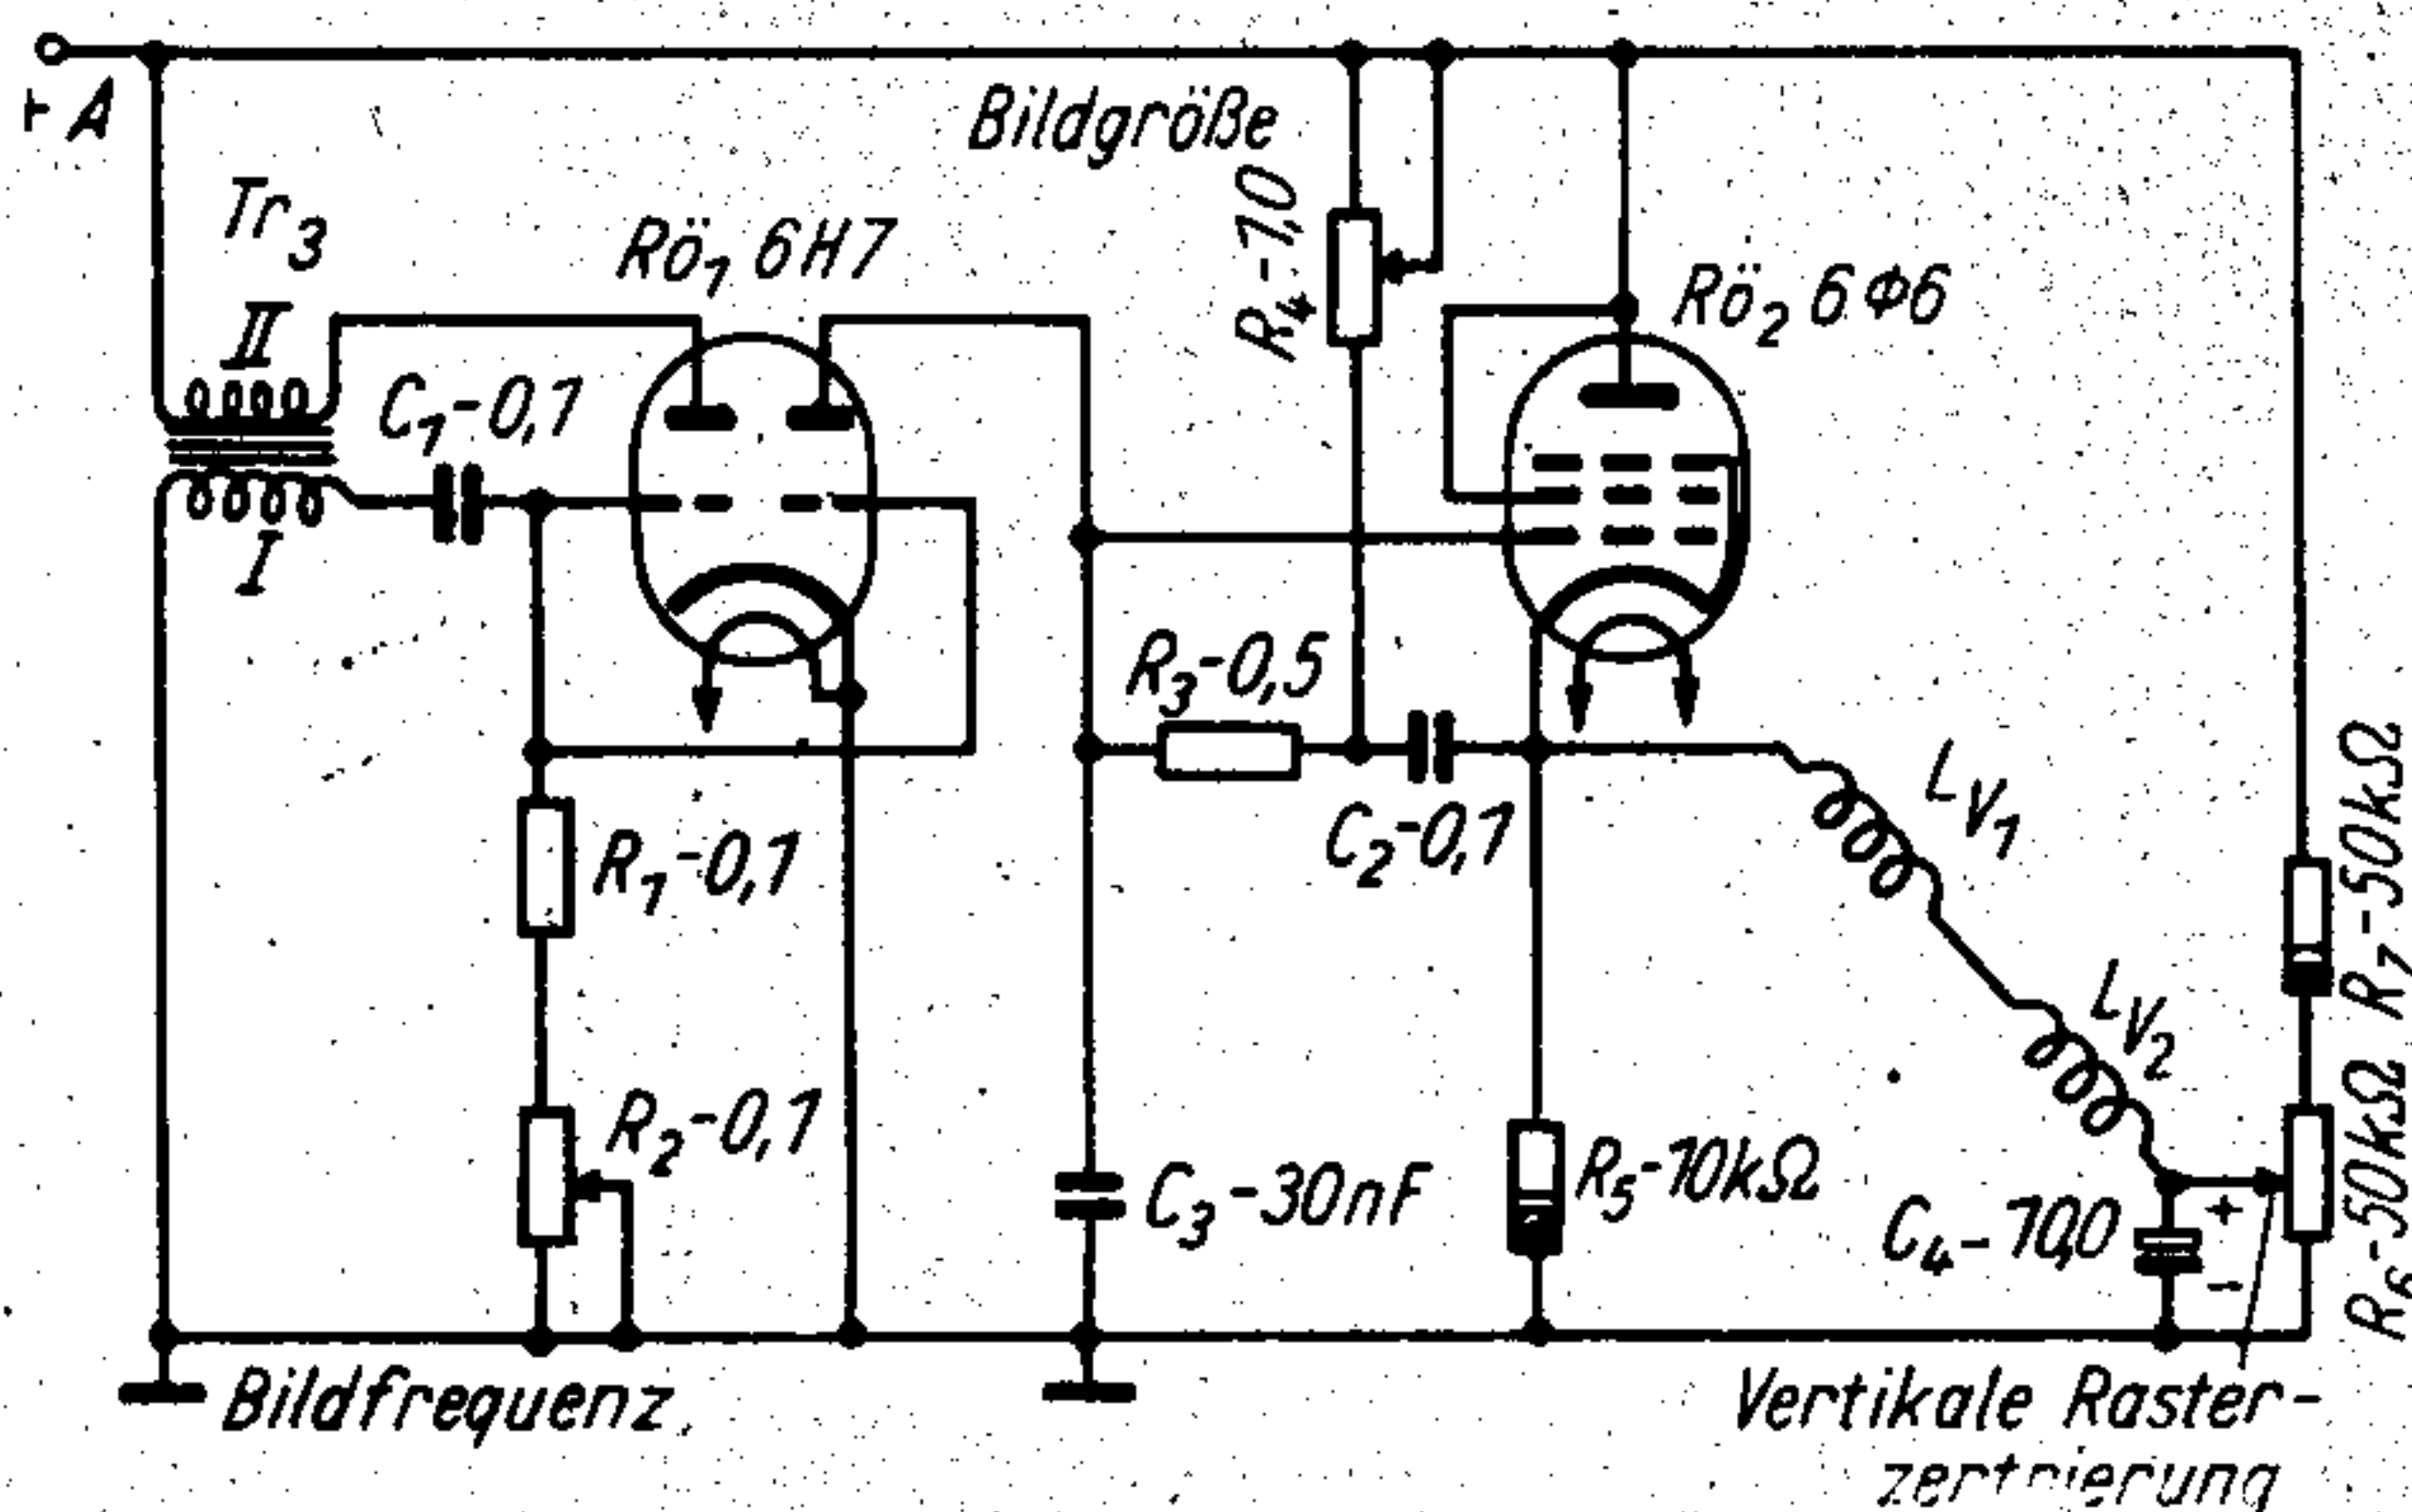 + A
Bildgröße
Tr3
II
I
C1-0,1
Rö1 6H7
R4-1,0
Rö2 6Ф6
R3-0,5
C2-0,1
R1-0,1
R2-0,1
C3-30nF
R5-10kΩ
LV1
LV2
C4-10,0
+
-
R7-50kΩ
R6-50kΩ
Bildfrequenz
Vertikale Raster-
zertrierung